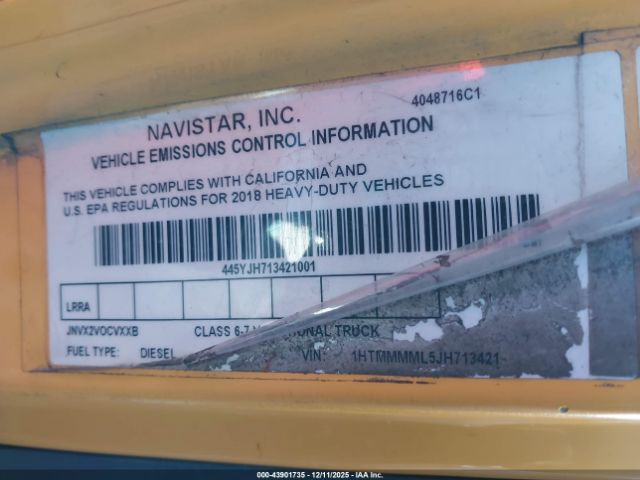 4048716C1
NAVISTAR, INC.
VEHICLE EMISSIONS CONTROL INFORMATION
THIS VEHICLE COMPLIES WITH CALIFORNIA AND
U.S. EPA REGULATIONS FOR 2018 HEAVY-DUTY VEHICLES
445YJH713421001
LRRA
JNVX2VOCVXXB CLASS 6-7 TRUCK
FUEL TYPE: DIESEL VIN: 1HTMMMML5JH713421
000-43901735 - 12/11/2025 - IAA Inc.